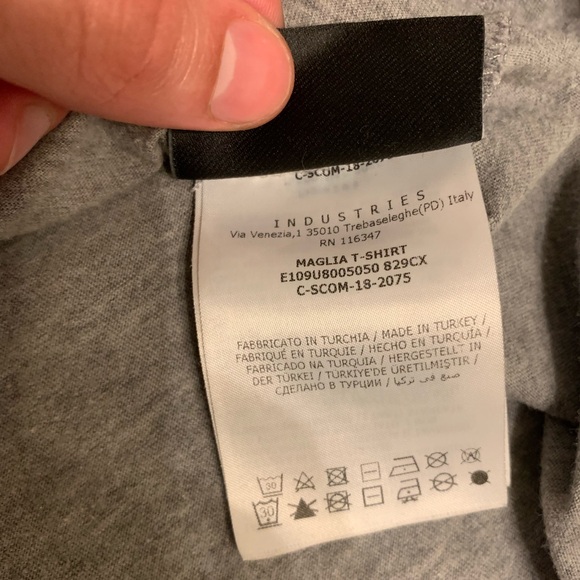 C-SCOM-18-2075
INDUSTRIES
Via Venezia,1 35010 Trebaseleghe(PD) Italy
RN 116347
MAGLIA T-SHIRT
E109U8005050 829CX
C-SCOM-18-2075
FABBRICATO IN TURCHIA / MADE IN TURKEY /
FABRIQUÉ EN TURQUIE / HECHO EN TURQUÍA /
FABRICADO NA TURQUIA / HERGESTELLT IN
DER TÜRKEI / TÜRKIYE'DE ÜRETILMIŞTIR /
СДЕЛАНО В ТУРЦИИ / صنع فى تركيا /
30
30